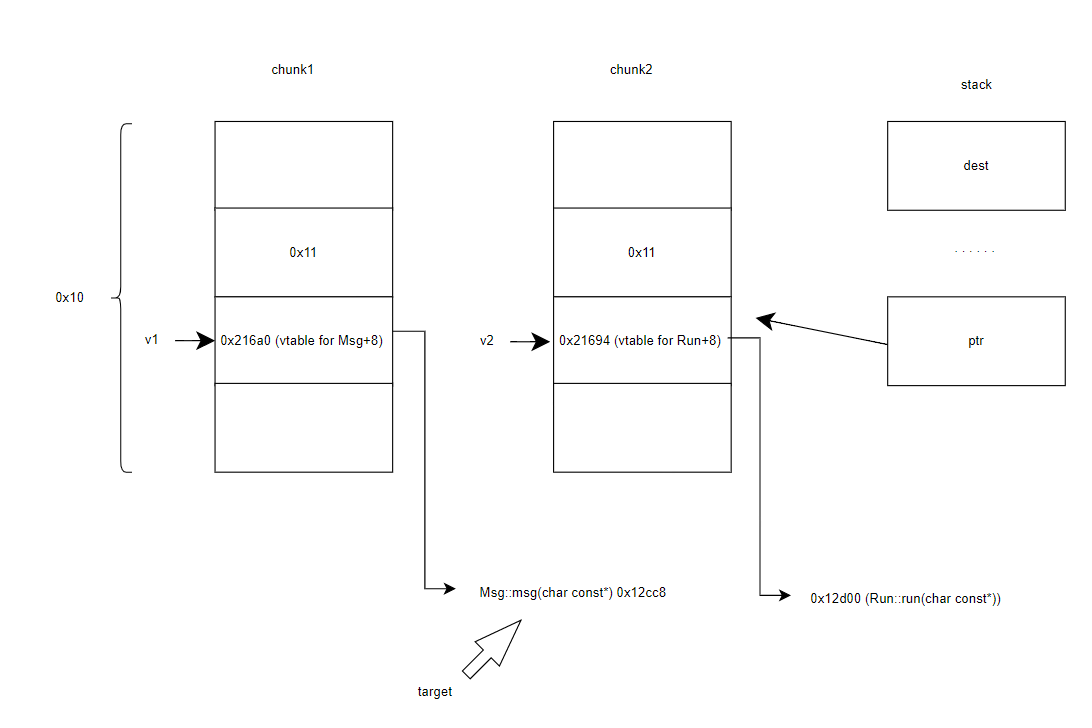 chunk1
chunk2
stack
dest
0x11
0x11
. . . . . .
0x10
v1
0x216a0 (vtable for Msg+8)
v2
0x21694 (vtable for Run+8)
ptr
Msg::msg(char const*) 0x12cc8
0x12d00 (Run::run(char const*))
target